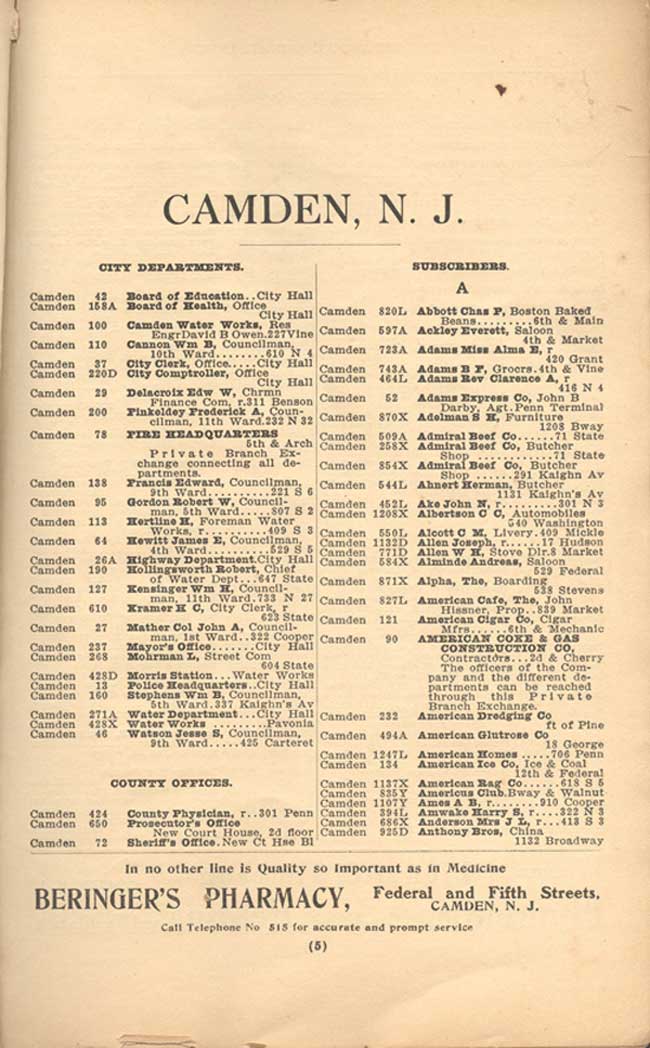 CAMDEN, N. J.
CITY DEPARTMENTS.
Camden 42 Board of Education..City Hall
Camden 158A Board of Health, Office
City Hall
Camden 100 Camden Water Works, Res
EngrDavid B Owen.227Vine
Camden 110 Cannon Wm B, Councilman,
10th Ward........610 N 4
Camden 37 City Clerk, Office.....City Hall
Camden 220D City Comptroller, Office
City Hall
Camden 29 Delacroix Edw W, Chrmn
Finance Com, r.311 Benson
Camden 200 Finkeldey Frederick A, Coun-
cilman, 11th Ward.232 N 32
Camden 78 FIRE HEADQUARTERS
5th & Arch
Private Branch Ex-
change connecting all de-
partments.
Camden 138 Francis Edward, Councilman,
9th Ward..........221 S 6
Camden 95 Gordon Robert W, Council-
man, 5th Ward.....807 S 2
Camden 113 Hertline H, Foreman Water
Works, r..........409 S 3
Camden 64 Hewitt James E, Councilman,
4th Ward..........529 S 5
Camden 26A Highway Department.City Hall
Camden 190 Hollingsworth Robert, Chief
of Water Dept...647 State
Camden 127 Kensinger Wm H, Council-
man, 11th Ward.733 N 27
Camden 610 Kramer H C, City Clerk, r
623 State
Camden 27 Mather Col John A, Council-
man, 1st Ward..322 Cooper
Camden 237 Mayor's Office.......City Hall
Camden 268 Mohrman L, Street Com
604 State
Camden 428D Morris Station...Water Works
Camden 13 Police Headquarters..City Hall
Camden 160 Stephens Wm B, Councilman,
5th Ward.337 Kaighn's Av
Camden 271A Water Department...City Hall
Camden 428X Water Works .........Pavonia
Camden 46 Watson Jesse S, Councilman,
9th Ward.....425 Carteret
COUNTY OFFICES.
Camden 424 County Physician, r..301 Penn
Camden 650 Prosecutor's Office
New Court House, 2d floor
Camden 72 Sheriff's Office.New Ct Hse Bl
SUBSCRIBERS.
A
Camden 820L Abbott Chas P, Boston Baked
Beans.........6th & Main
Camden 597A Ackley Everett, Saloon
4th & Market
Camden 723A Adams Miss Alma E, r
420 Grant
Camden 743A Adams B F, Grocrs.4th & Vine
Camden 464L Adams Rev Clarence A, r
416 N 4
Camden 52 Adams Express Co, John B
Darby, Agt.Penn Terminal
Camden 870X Adelman S H, Furniture
1208 Bway
Camden 509A Admiral Beef Co......71 State
Camden 258X Admiral Beef Co, Butcher
Shop ............71 State
Camden 854X Admiral Beef Co, Butcher
Shop ......291 Kaighn Av
Camden 544L Ahnert Herman, Butcher
1131 Kaighn's Av
Camden 452L Ake John N, r.........301 N 3
Camden 1208X Albertson C C, Automobiles
540 Washington
Camden 550L Alcott C M, Livery.409 Mickle
Camden 1132D Allen Joseph, r......17 Hudson
Camden 771D Allen W H, Stove Dlr.8 Market
Camden 584X Alminde Andreas, Saloon
529 Federal
Camden 871X Alpha, The, Boarding
538 Stevens
Camden 827L American Cafe, The, John
Hissner, Prop..839 Market
Camden 121 American Cigar Co, Cigar
Mfrs......6th & Mechanic
Camden 90 AMERICAN COKE & GAS
CONSTRUCTION CO,
Contractors...2d & Cherry
The officers of the Com-
pany and the different de-
partments can be reached
through this Private
Branch Exchange.
Camden 232 American Dredging Co
ft of Pine
Camden 494A American Glutrose Co
18 George
Camden 1247L American Homes .....706 Penn
Camden 134 American Ice Co, Ice & Coal
12th & Federal
Camden 1137X American Rag Co......618 S 6
Camden 835Y Americus Club.Bway & Walnut
Camden 1107Y Ames A B, r........910 Cooper
Camden 394L Amwake Harry S, r....322 N 3
Camden 686X Anderson Mrs J L, r...413 S 3
Camden 925D Anthony Bros, China
1132 Broadway
In no other line is Quality so Important as in Medicine
BERINGER'S PHARMACY, Federal and Fifth Streets,
CAMDEN, N. J.
Call Telephone No 515 for accurate and prompt service
(5)